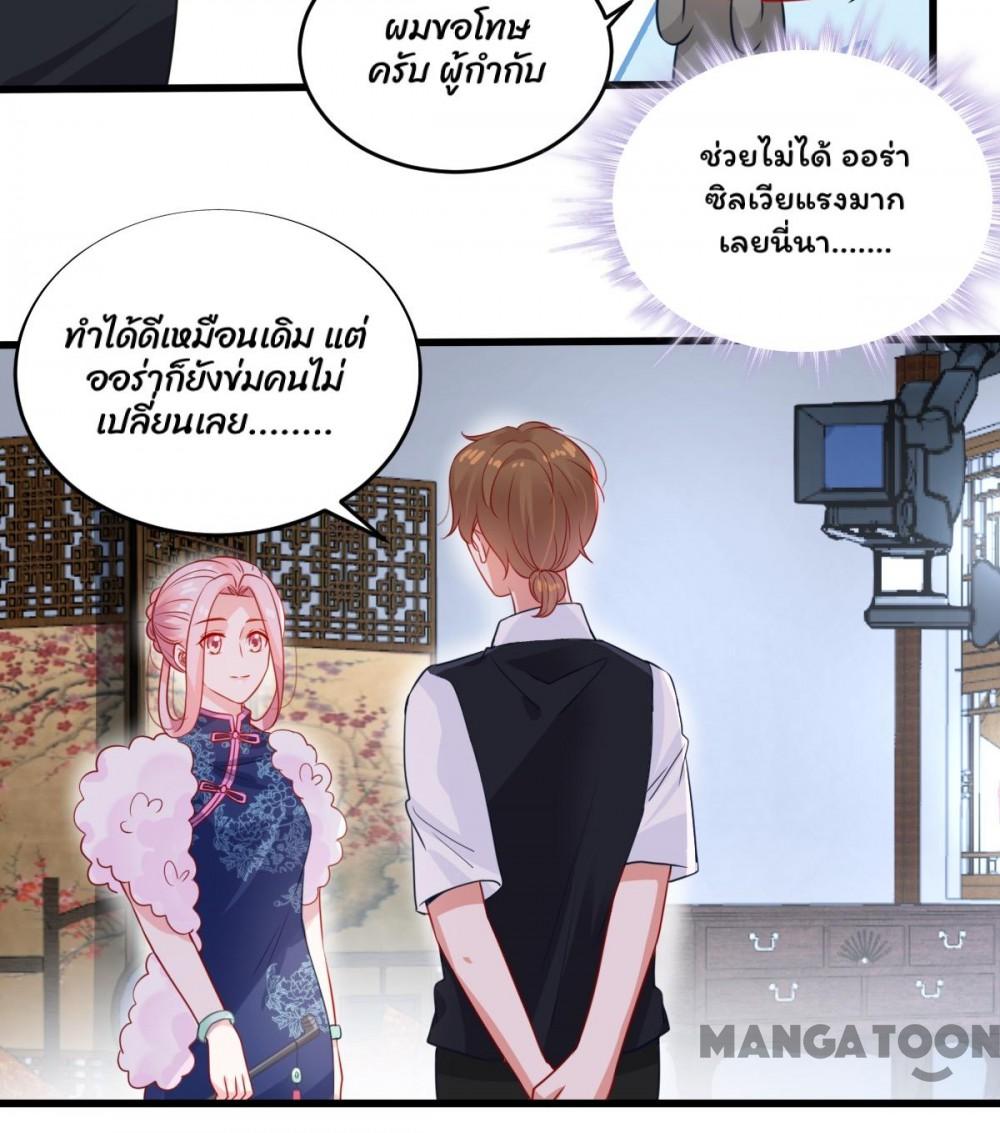 ผมขอโทษ
ครับ ผู้กำกับ
ช่วยไม่ได้ ออร่า
ซิลเวียแรงมาก
เลยนี่นา.......
ทำได้ดีเหมือนเดิม แต่
ออร่าก็ยังข่มคนไม่
เปลี่ยนเลย........
MANGATOON